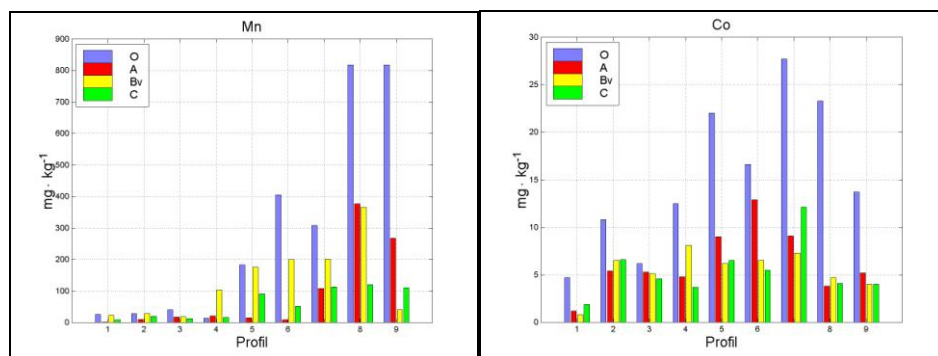 Mn
900
800
700
600
500
400
300
200
100
0
mg · kg⁻¹
O
A
Bv
C
1 2 3 4 5 6 8 9
Profil
Co
30
25
20
15
10
5
0
mg · kg⁻¹
O
A
Bv
C
1 2 3 4 5 6 8 9
Profil